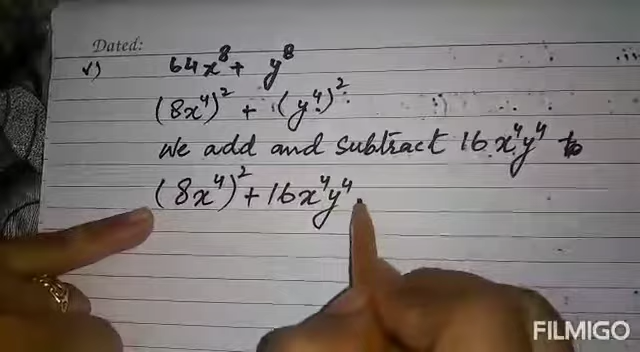 Dated:
v) 64x⁸ + y⁸
(8x⁴)² + (y⁴)²
we add and subtract 16x⁴y⁴ to
(8x⁴)² + 16x⁴y⁴
FILMIGO